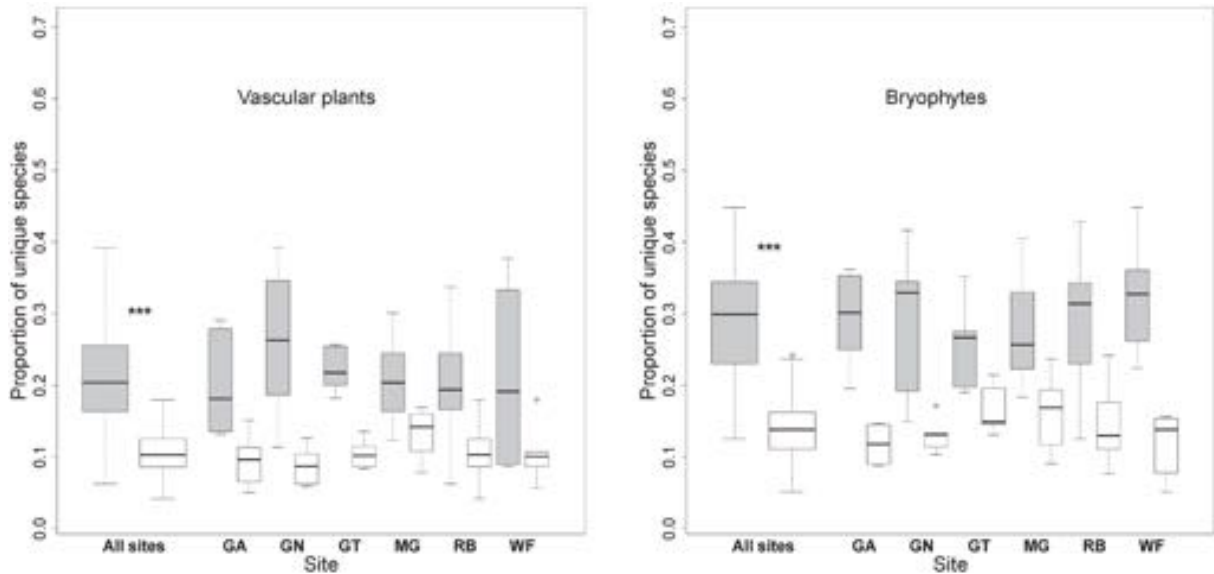 Vascular plants
Proportion of unique species
0.7
0.6
0.5
0.4
0.3
0.2
0.1
0.0
***
All sites GA GN GT MG RB WF
Site
Bryophytes
Proportion of unique species
0.7
0.6
0.5
0.4
0.3
0.2
0.1
0.0
***
All sites GA GN GT MG RB WF
Site